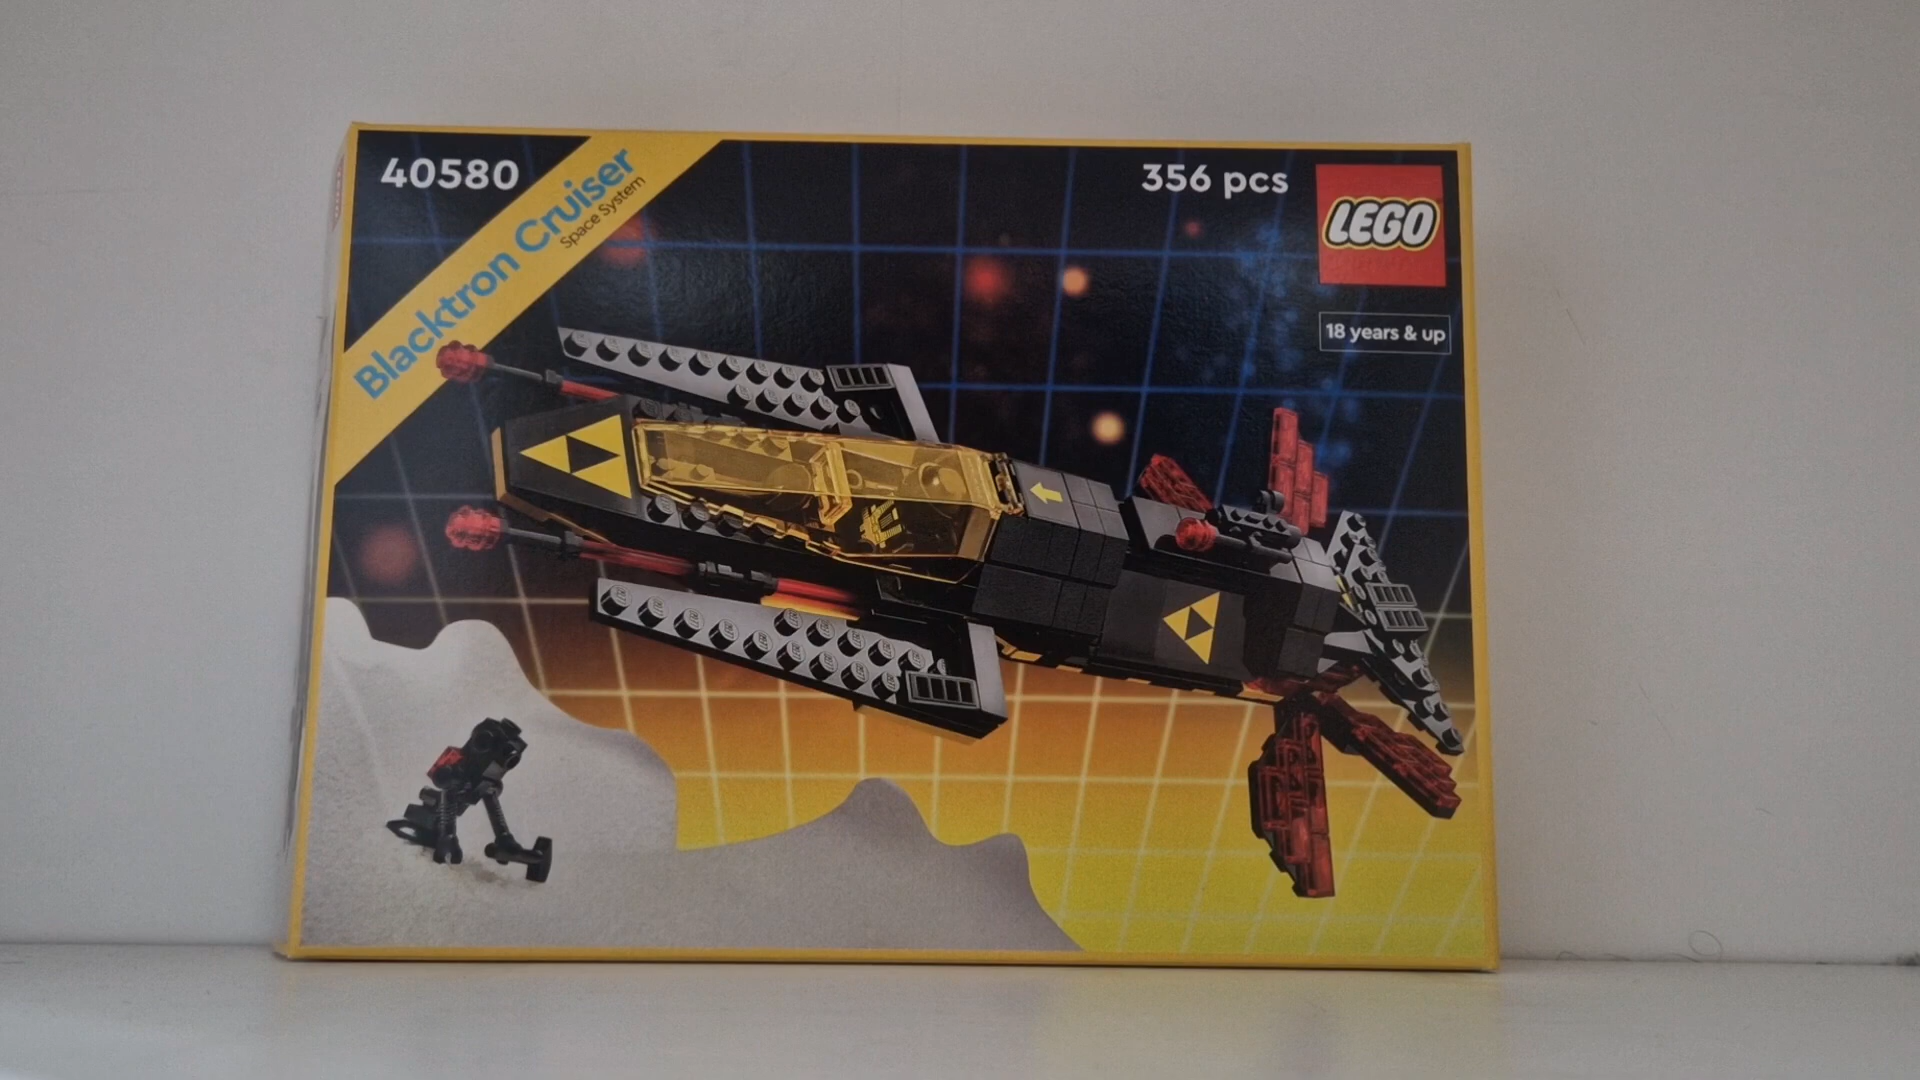 40580
Blacktron Cruiser
Space System
356 pcs
LEGO
18 years & up